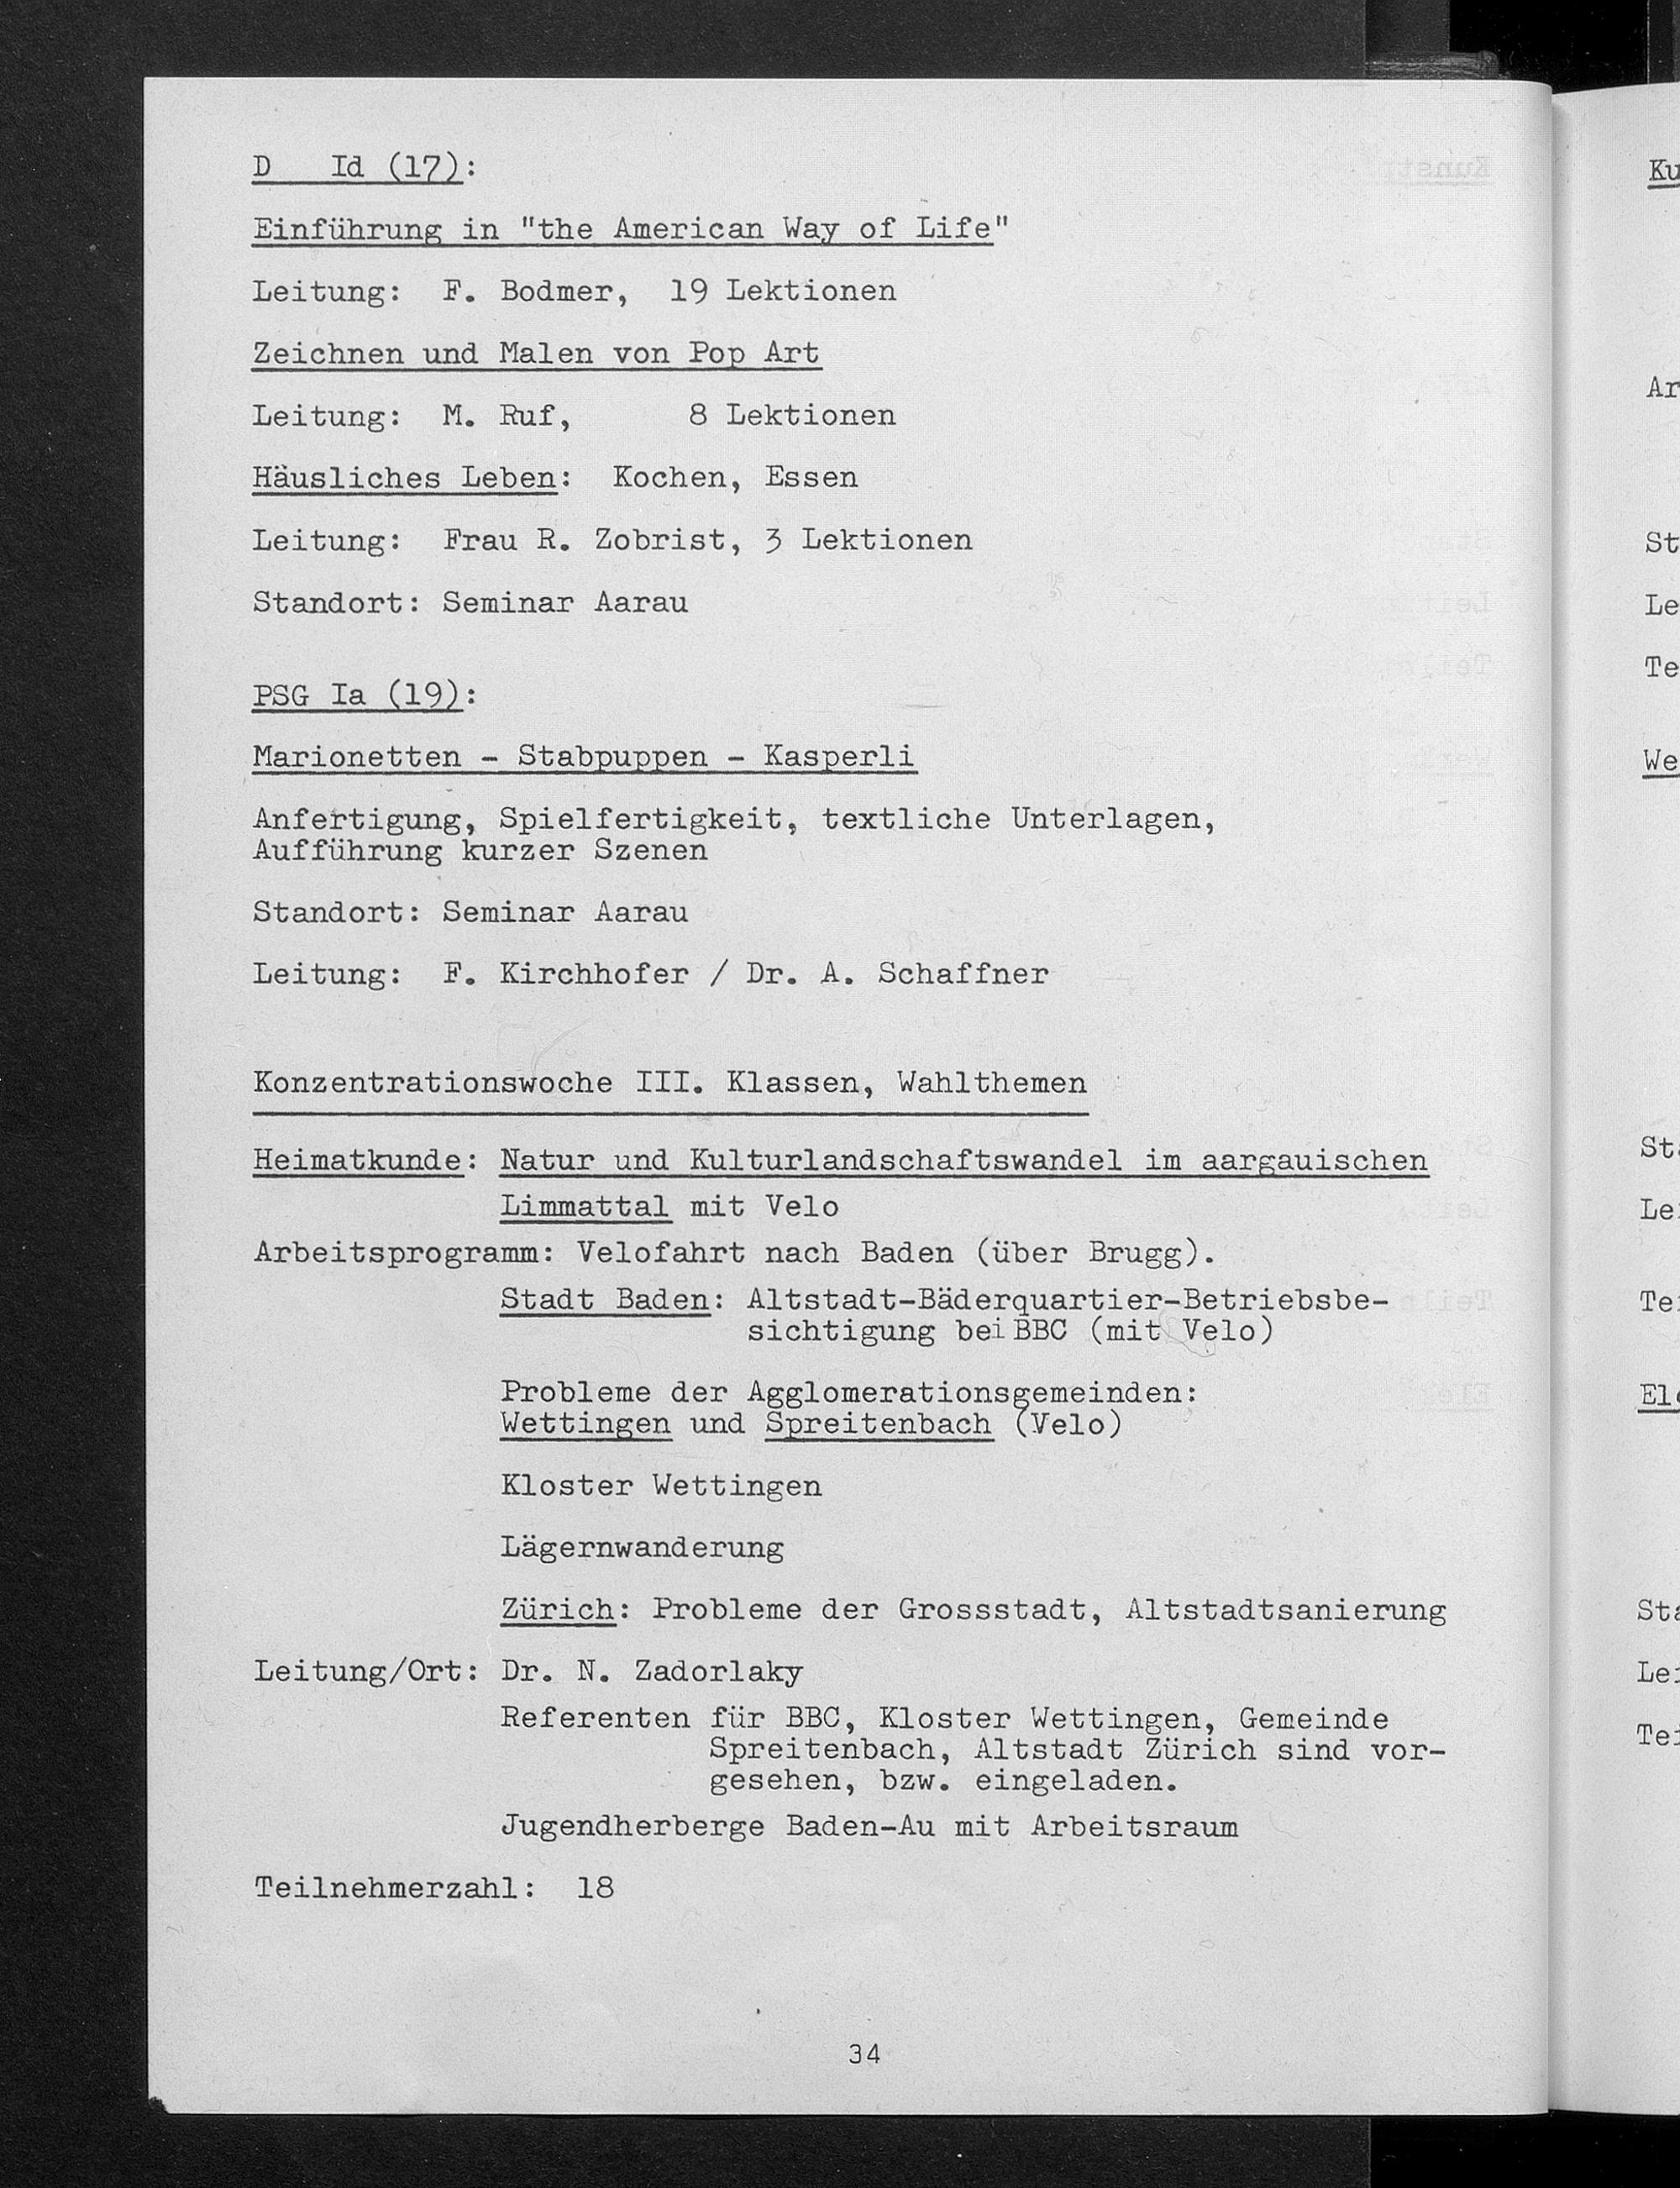 D   Id (17):
Einführung in "the American Way of Life"
Leitung:  F. Bodmer,  19 Lektionen
Zeichnen und Malen von Pop Art
Leitung:  M. Ruf,      8 Lektionen
Häusliches Leben:  Kochen, Essen
Leitung:  Frau R. Zobrist, 3 Lektionen
Standort: Seminar Aarau
PSG Ia (19):
Marionetten - Stabpuppen - Kasperli
Anfertigung, Spielfertigkeit, textliche Unterlagen,
Aufführung kurzer Szenen
Standort: Seminar Aarau
Leitung:  F. Kirchhofer / Dr. A. Schaffner
Konzentrationswoche III. Klassen, Wahlthemen
Heimatkunde: Natur und Kulturlandschaftswandel im aargauischen
Limmattal mit Velo
Arbeitsprogramm: Velofahrt nach Baden (über Brugg).
Stadt Baden: Altstadt-Bäderquartier-Betriebsbe-
sichtigung bei BBC (mit Velo)
Probleme der Agglomerationsgemeinden:
Wettingen und Spreitenbach (Velo)
Kloster Wettingen
Lägernwanderung
Zürich: Probleme der Grossstadt, Altstadtsanierung
Leitung/Ort: Dr. N. Zadorlaky
Referenten für BBC, Kloster Wettingen, Gemeinde
Spreitenbach, Altstadt Zürich sind vor-
gesehen, bzw. eingeladen.
Jugendherberge Baden-Au mit Arbeitsraum
Teilnehmerzahl:  18
34